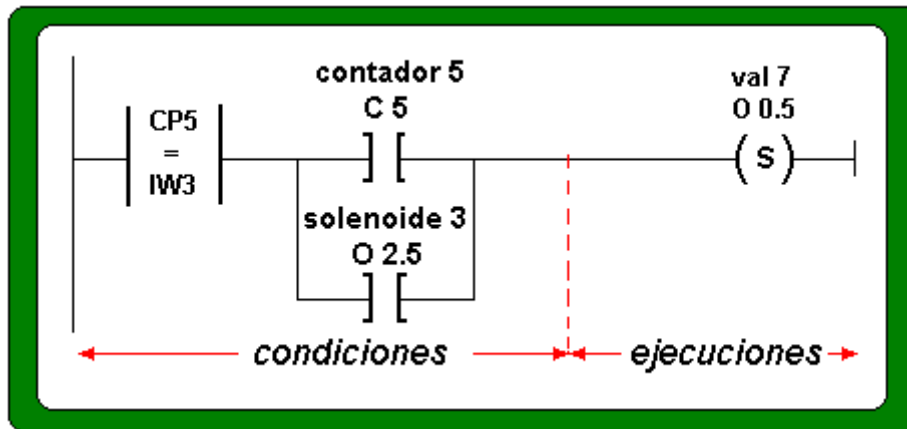 contador 5
C 5
val 7
O 0.5
CP5
=
IW3
S
solenoide 3
O 2.5
condiciones
ejecuciones